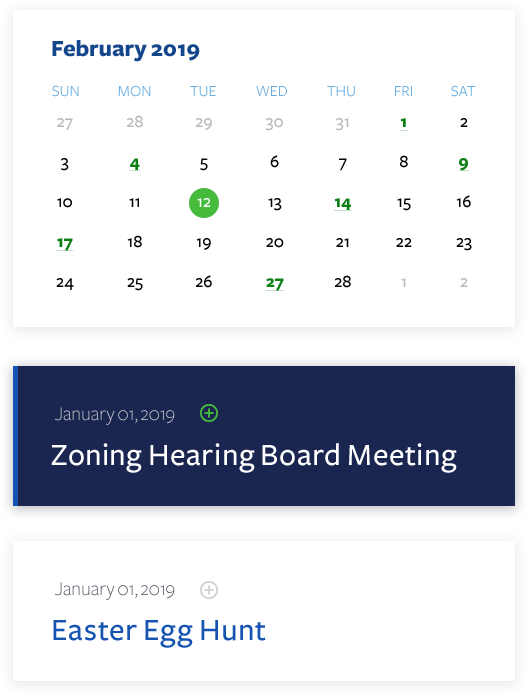 February 2019
SUN MON TUE WED THU FRI SAT
27 28 29 30 31 1 2
3 4 5 6 7 8 9
10 11 12 13 14 15 16
17 18 19 20 21 22 23
24 25 26 27 28 1 2
January 01, 2019
Zoning Hearing Board Meeting
January 01, 2019
Easter Egg Hunt